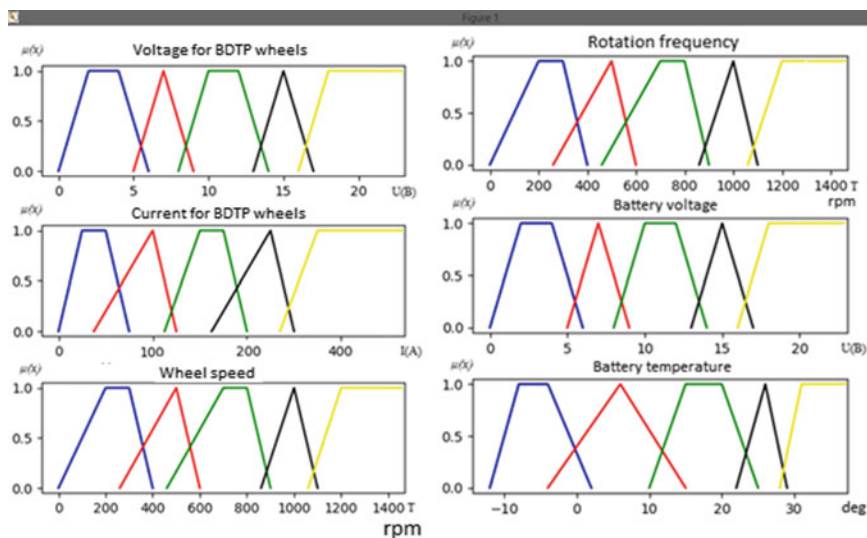 Figure 1
μ(x)
Voltage for BDTP wheels
1.0
0.5
0.0
0 5 10 15 20 U(B)
μ(x)
Rotation frequency
1.0
0.5
0.0
0 200 400 600 800 1000 1200 1400 T
rpm
μ(x)
Current for BDTP wheels
1.0
0.5
0.0
0 100 200 400 I(A)
μ(x)
Battery voltage
1.0
0.5
0.0
0 5 10 15 20 U(B)
μ(x)
Wheel speed
1.0
0.5
0.0
0 200 400 600 800 1000 1200 1400 T
rpm
μ(x)
Battery temperature
1.0
0.5
0.0
−10 0 10 20 30 deg